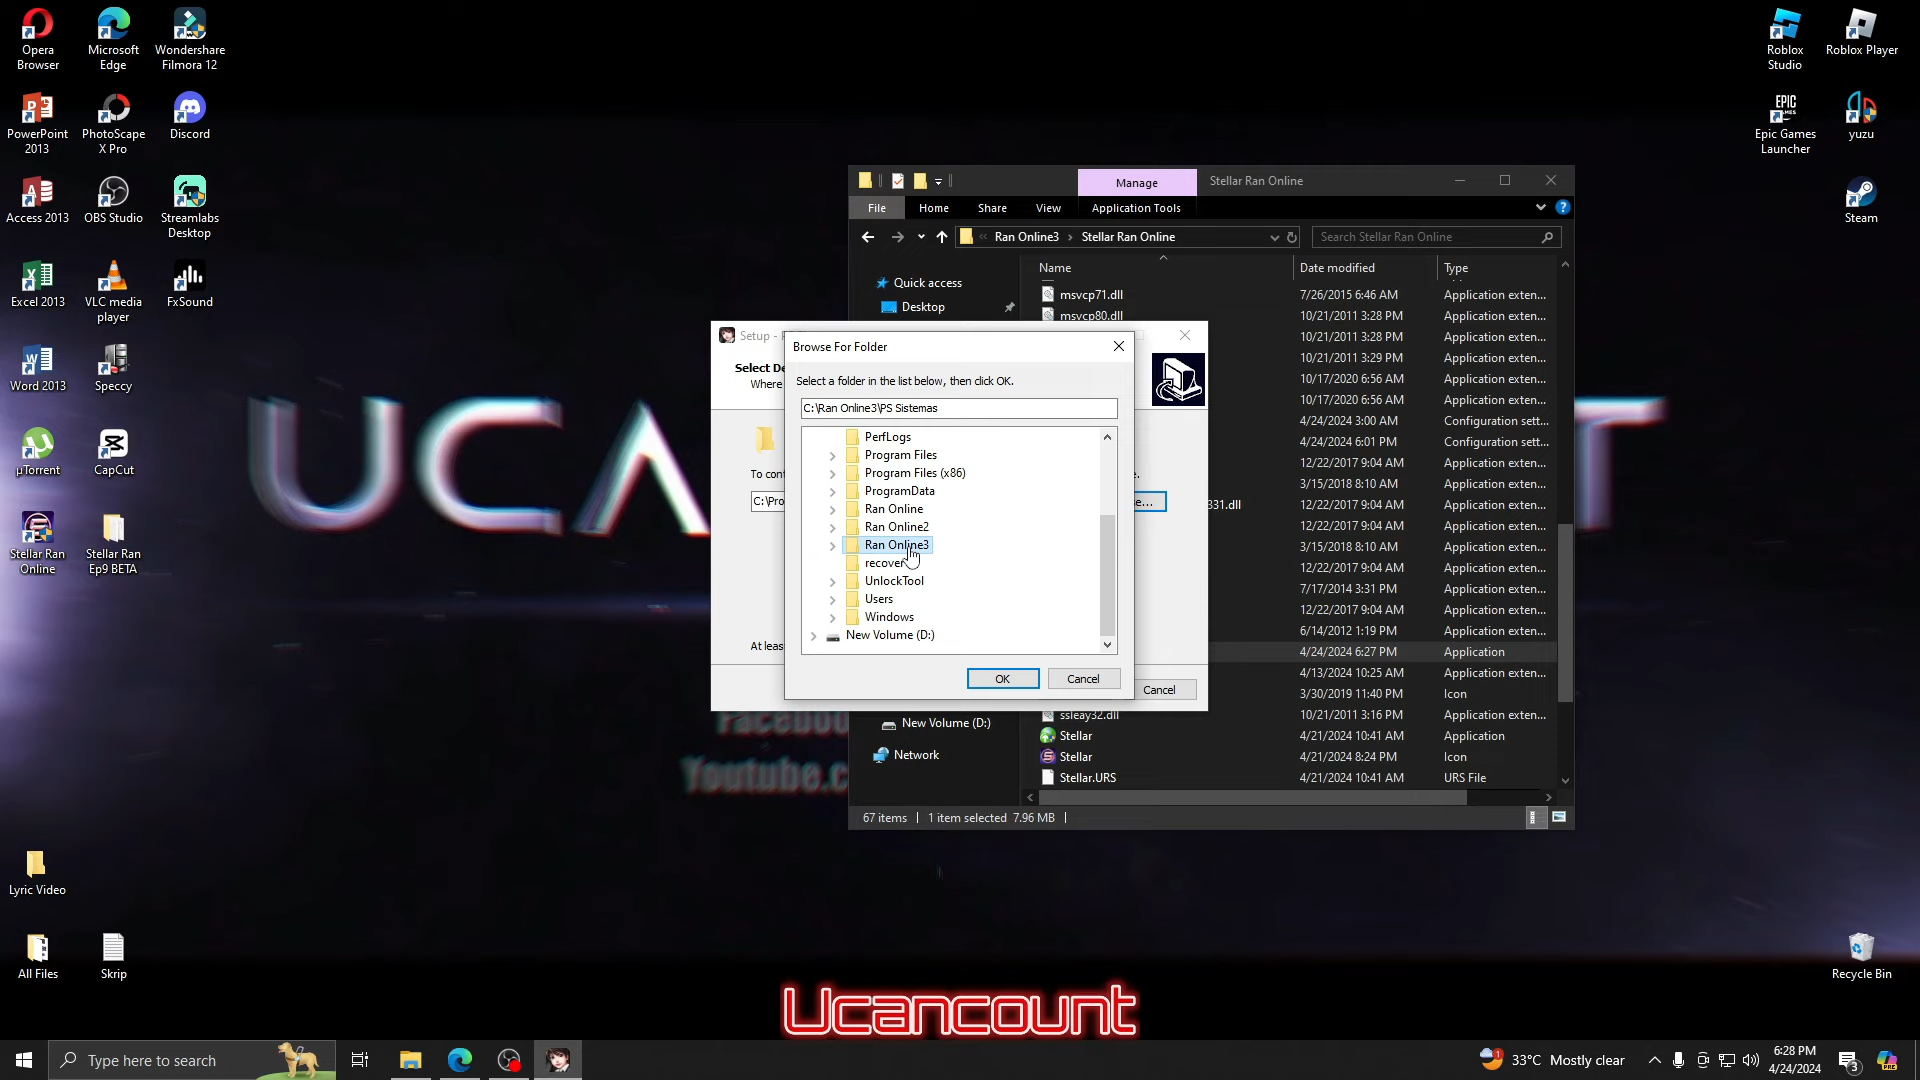 Opera
Browser
Microsoft
Edge
Wondershare
Filmora 12
PowerPoint
2013
PhotoScape
X Pro
Discord
Access 2013
OBS Studio
Streamlabs
Desktop
Excel 2013
VLC media
player
FxSound
Word 2013
Speccy
µTorrent
CapCut
Stellar Ran
Online
Stellar Ran
Ep9 BETA
Lyric Video
All Files
Skrip
Roblox
Studio
Roblox Player
EPIC
GAMES
Epic Games
Launcher
yuzu
Steam
Recycle Bin
Manage
Stellar Ran Online
File
Home
Share
View
Application Tools
Ran Online3
Stellar Ran Online
Search Stellar Ran Online
Quick access
Desktop
Name
Date modified
Type
msvcp71.dll
7/26/2015 6:46 AM
Application exten...
msvcp80.dll
10/21/2011 3:28 PM
Application exten...
10/21/2011 3:28 PM
Application exten...
10/21/2011 3:29 PM
Application exten...
10/17/2020 6:56 AM
Application exten...
10/17/2020 6:56 AM
Application exten...
4/24/2024 3:00 AM
Configuration sett...
4/24/2024 6:01 PM
Configuration sett...
12/22/2017 9:04 AM
Application exten...
3/15/2018 8:10 AM
Application exten...
331.dll
12/22/2017 9:04 AM
Application exten...
12/22/2017 9:04 AM
Application exten...
3/15/2018 8:10 AM
Application exten...
12/22/2017 9:04 AM
Application exten...
7/17/2014 3:31 PM
Application exten...
12/22/2017 9:04 AM
Application exten...
6/14/2012 1:19 PM
Application exten...
4/24/2024 6:27 PM
Application
4/13/2024 10:25 AM
Application exten...
3/30/2019 11:40 PM
Icon
ssleay32.dll
10/21/2011 3:16 PM
Application exten...
Stellar
4/21/2024 10:41 AM
Application
Stellar
4/21/2024 8:24 PM
Icon
Stellar.URS
4/21/2024 10:41 AM
URS File
New Volume (D:)
Network
67 items
1 item selected 7.96 MB
Setup -
Select De
Where
To cont
C:\Pro
e...
At leas
Cancel
Browse For Folder
Select a folder in the list below, then click OK.
C:\Ran Online3\PS Sistemas
PerfLogs
Program Files
Program Files (x86)
ProgramData
Ran Online
Ran Online2
Ran Online3
recover
UnlockTool
Users
Windows
New Volume (D:)
OK
Cancel
UCA
T
Facebook
Youtube.c
Ucancount
Type here to search
33°C Mostly clear
6:28 PM
4/24/2024
3